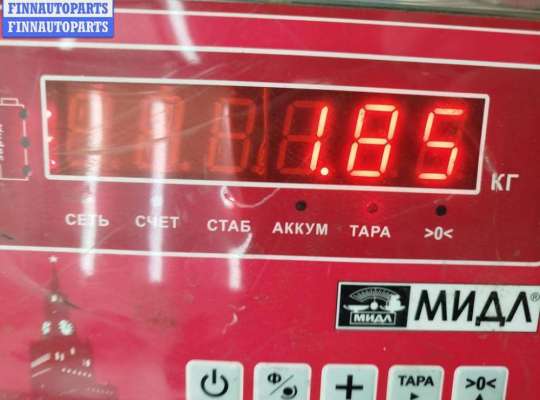 FINNAUTOPARTS
FINNAUTOPARTS
1.85
КГ
СЕТЬ СЧЕТ СТАБ АККУМ ТАРА >0<
МИДЛ МИДЛ®
Ф ТАРА >0<